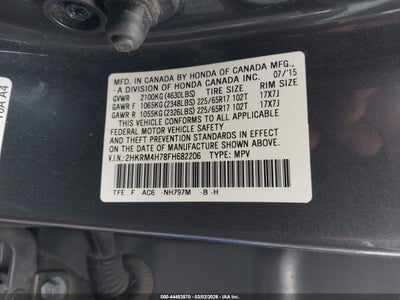 MFD. IN CANADA BY HONDA OF CANADA MFG.,
- A DIVISION OF HONDA CANADA INC. 07/'15
GVWR 2100KG (4630LBS) TIRE SIZE RIM SIZE
GAWR F 1065KG (2348LBS) 225/65R17 102T 17X7J
GAWR R 1055KG (2326LBS) 225/65R17 102T 17X7J
THIS VEHICLE CONFORMS TO ALL APPLICABLE
FEDERAL MOTOR VEHICLE SAFETY AND
THEFT PREVENTION STANDARDS IN EFFECT ON
THE DATE OF MANUFACTURE SHOWN ABOVE.
V.I.N.: 2HKRM4H78FH682206 TYPE: MPV
TFE F AC6 -NH797M -B -H
000-44493570 - 03/02/2026 - IAA, LLC